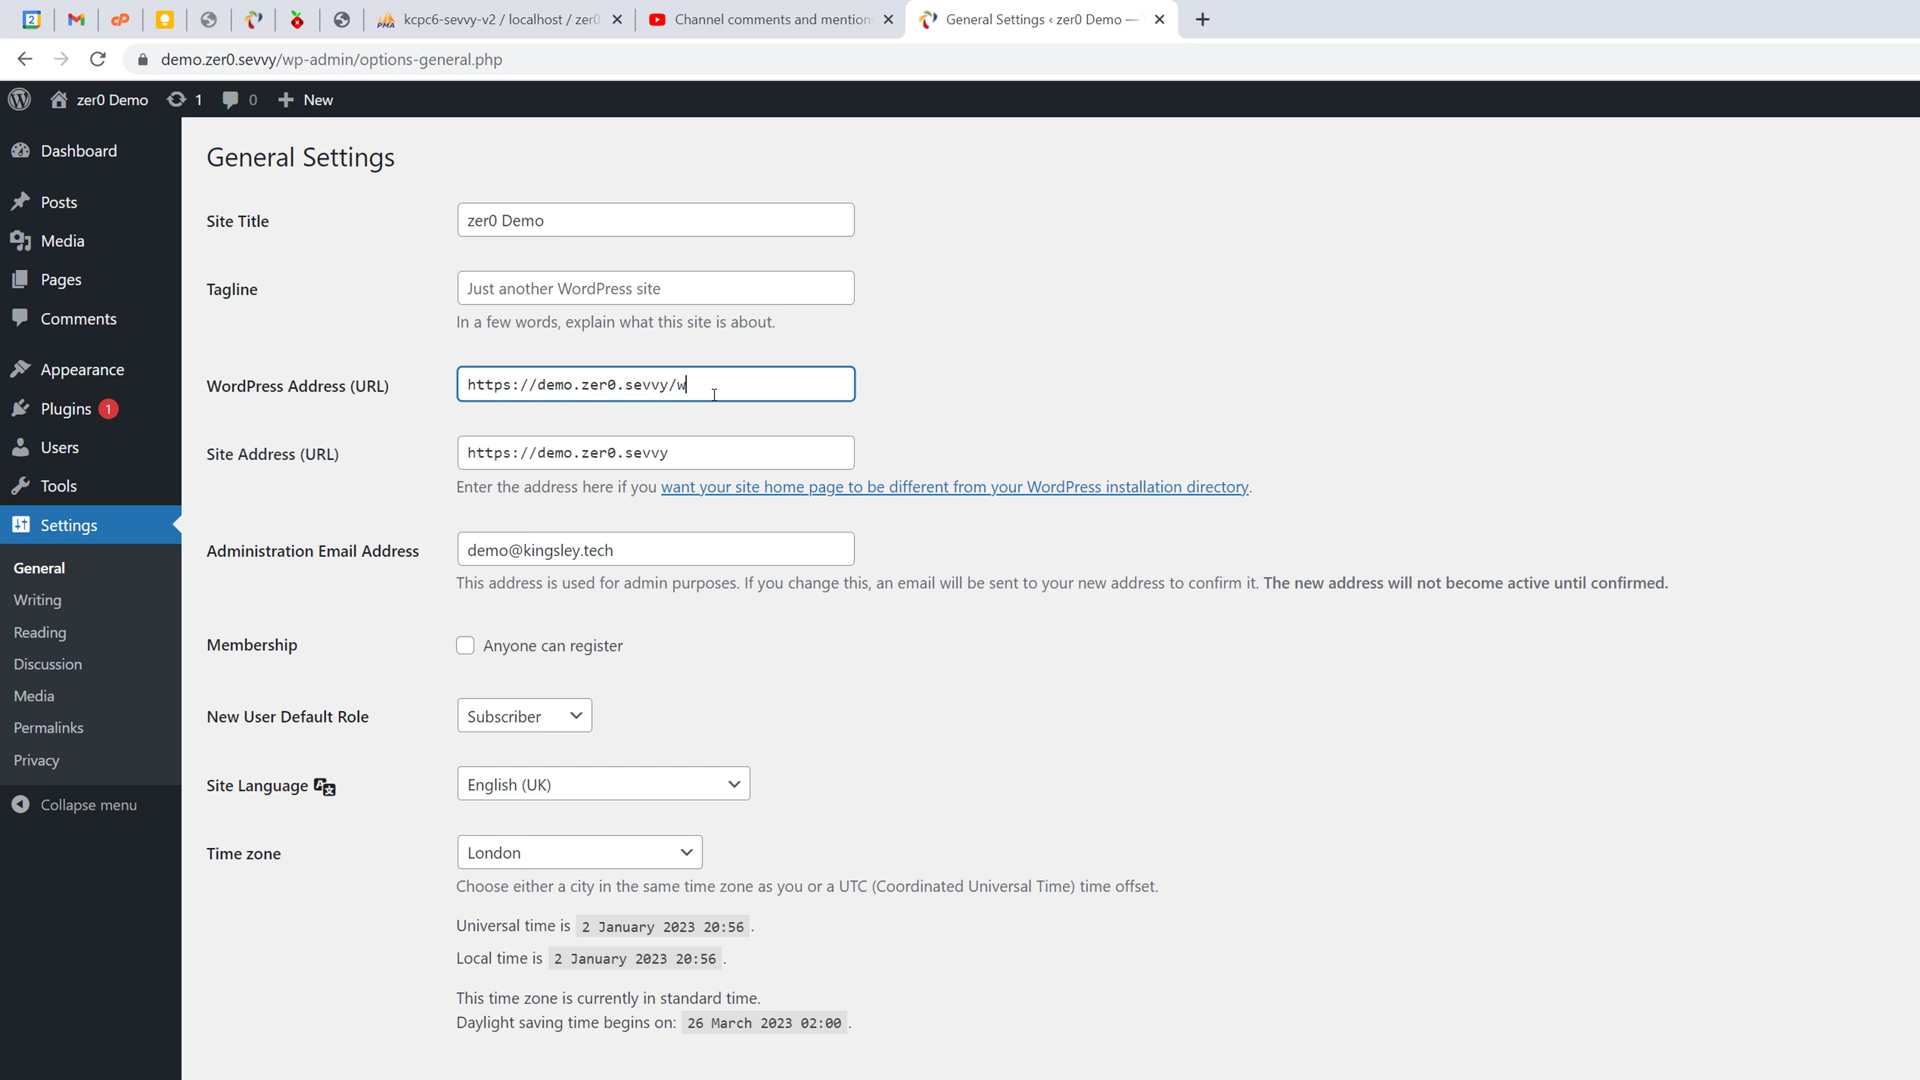 2
cP
PMA
kcpc6-sevvy-v2 / localhost / zer0
Channel comments and mention
General Settings ‹ zer0 Demo —
demo.zer0.sevvy/wp-admin/options-general.php
zer0 Demo
1
0
New
Dashboard
Posts
Media
Pages
Comments
Appearance
Plugins 1
Users
Tools
Settings
General
Writing
Reading
Discussion
Media
Permalinks
Privacy
Collapse menu
General Settings
Site Title
zer0 Demo
Tagline
Just another WordPress site
In a few words, explain what this site is about.
WordPress Address (URL)
https://demo.zer0.sevvy/w
Site Address (URL)
https://demo.zer0.sevvy
Enter the address here if you want your site home page to be different from your WordPress installation directory.
Administration Email Address
demo@kingsley.tech
This address is used for admin purposes. If you change this, an email will be sent to your new address to confirm it. The new address will not become active until confirmed.
Membership
Anyone can register
New User Default Role
Subscriber
Site Language
English (UK)
Time zone
London
Choose either a city in the same time zone as you or a UTC (Coordinated Universal Time) time offset.
Universal time is 2 January 2023 20:56 .
Local time is 2 January 2023 20:56 .
This time zone is currently in standard time.
Daylight saving time begins on: 26 March 2023 02:00 .